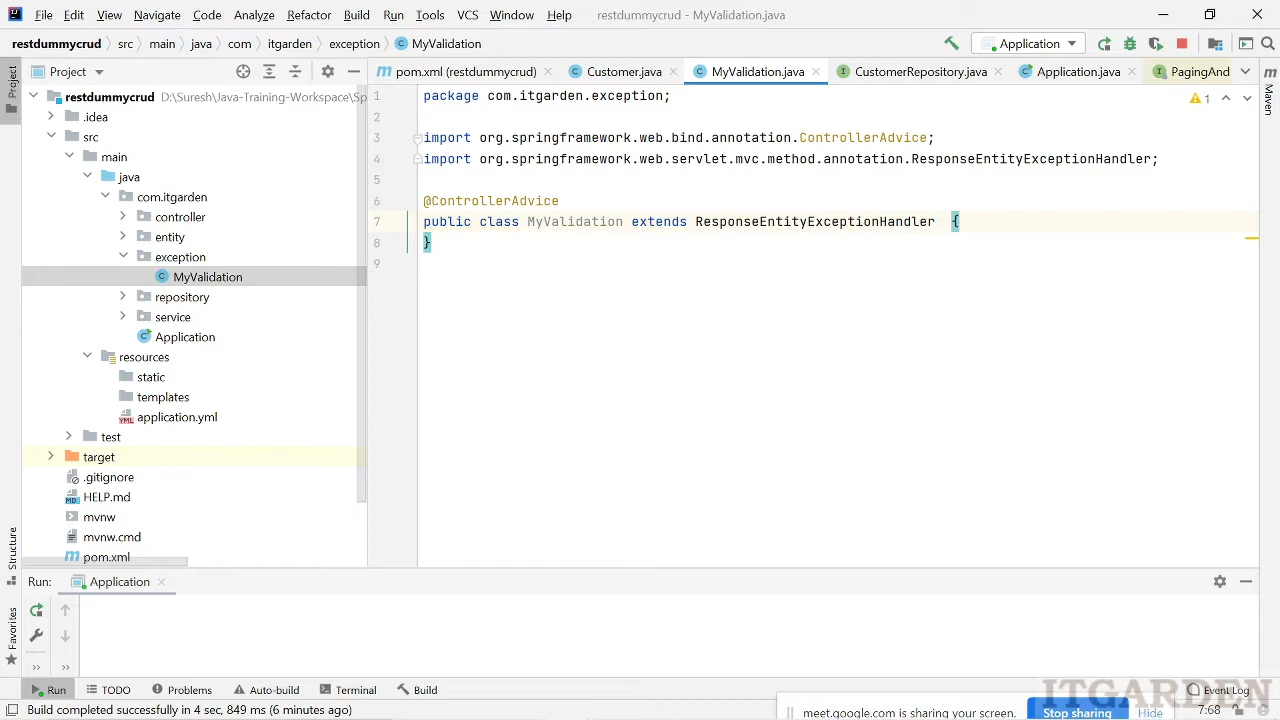 File Edit View Navigate Code Analyze Refactor Build Run Tools VCS Window Help restdummycrud - MyValidation.java
restdummycrud src main java com itgarden exception MyValidation Application
Project
Project
pom.xml (restdummycrud) Customer.java MyValidation.java CustomerRepository.java Application.java PagingAnd
Maven
restdummycrud D:\Suresh\Java-Training-Workspace\Sp
.idea
src
main
java
com.itgarden
controller
entity
exception
MyValidation
repository
service
Application
resources
static
templates
application.yml
test
target
.gitignore
HELP.md
mvnw
mvnw.cmd
pom.xml
1 package com.itgarden.exception;
2
3 import org.springframework.web.bind.annotation.ControllerAdvice;
4 import org.springframework.web.servlet.mvc.method.annotation.ResponseEntityExceptionHandler;
5
6 @ControllerAdvice
7 public class MyValidation extends ResponseEntityExceptionHandler {
8 }
9
1
Structure
Favorites
Run: Application
Run TODO Problems Auto-build Terminal Build Event Log
Build completed successfully in 4 sec, 849 ms (6 minutes ago)
meet.google.com is sharing your screen. Stop sharing Hide
7:68
ITGARDEN